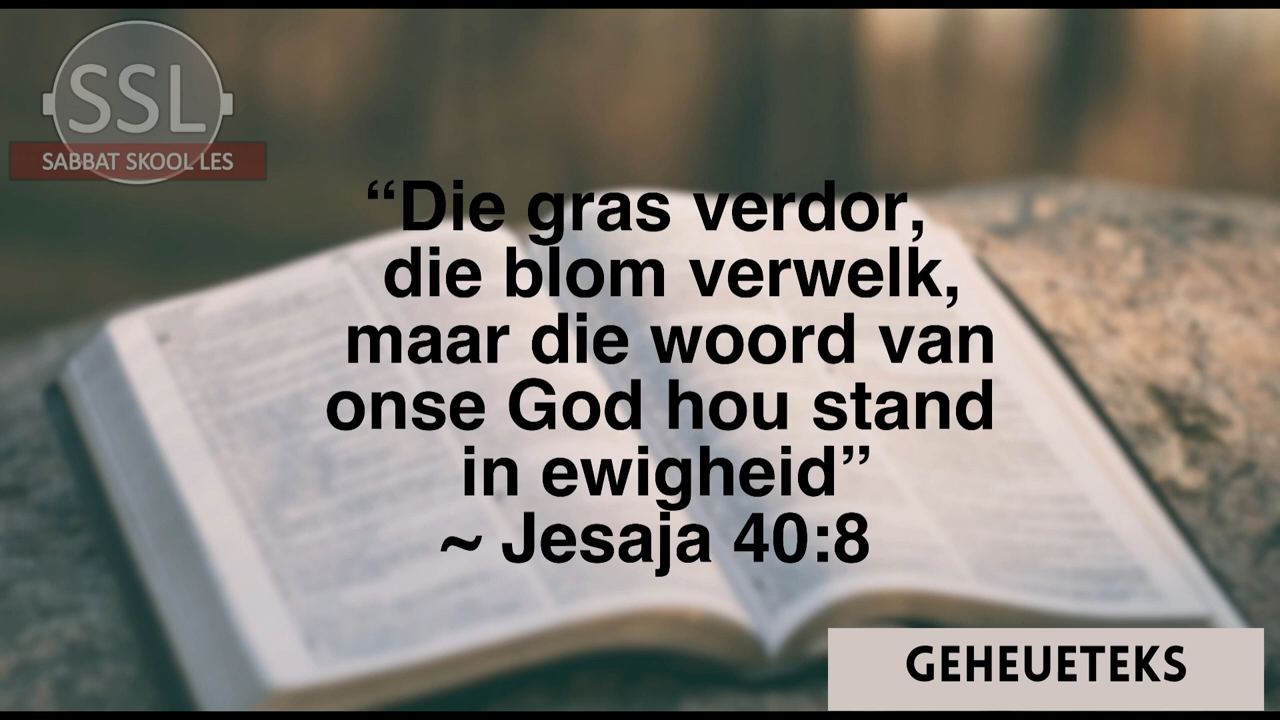 SSL
SABBAT SKOOL LES
“Die gras verdor,
die blom verwelk,
maar die woord van
onse God hou stand
in ewigheid”
~ Jesaja 40:8
GEHEUETEKS